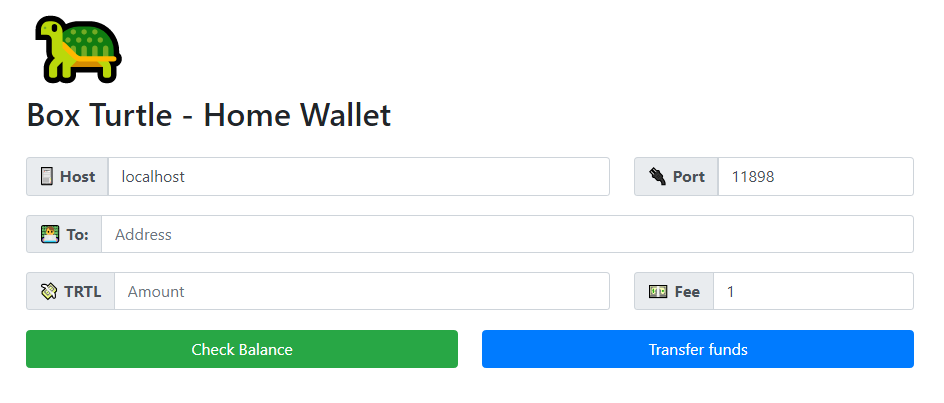 Box Turtle - Home Wallet
Host localhost Port 11898
To: Address
TRTL Amount Fee 1
Check Balance Transfer funds